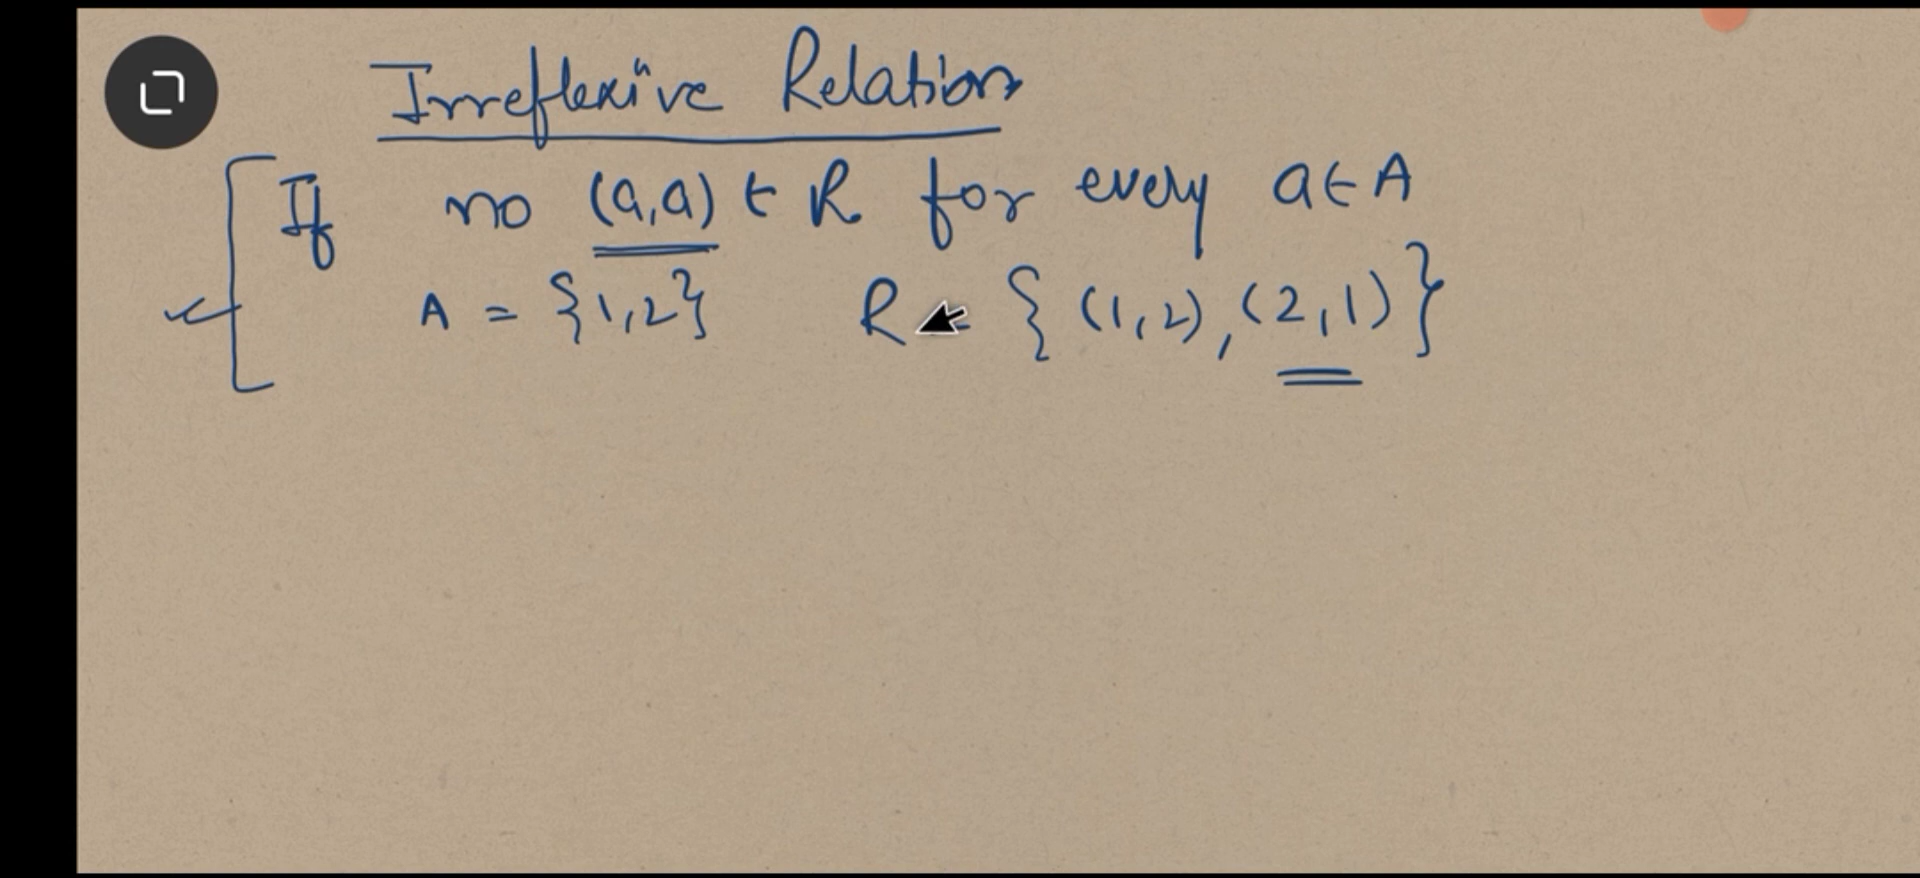 Irreflexive Relation
If no (a,a) ∈ R for every a ∈ A
A = {1,2} R = { (1,2), (2,1) }